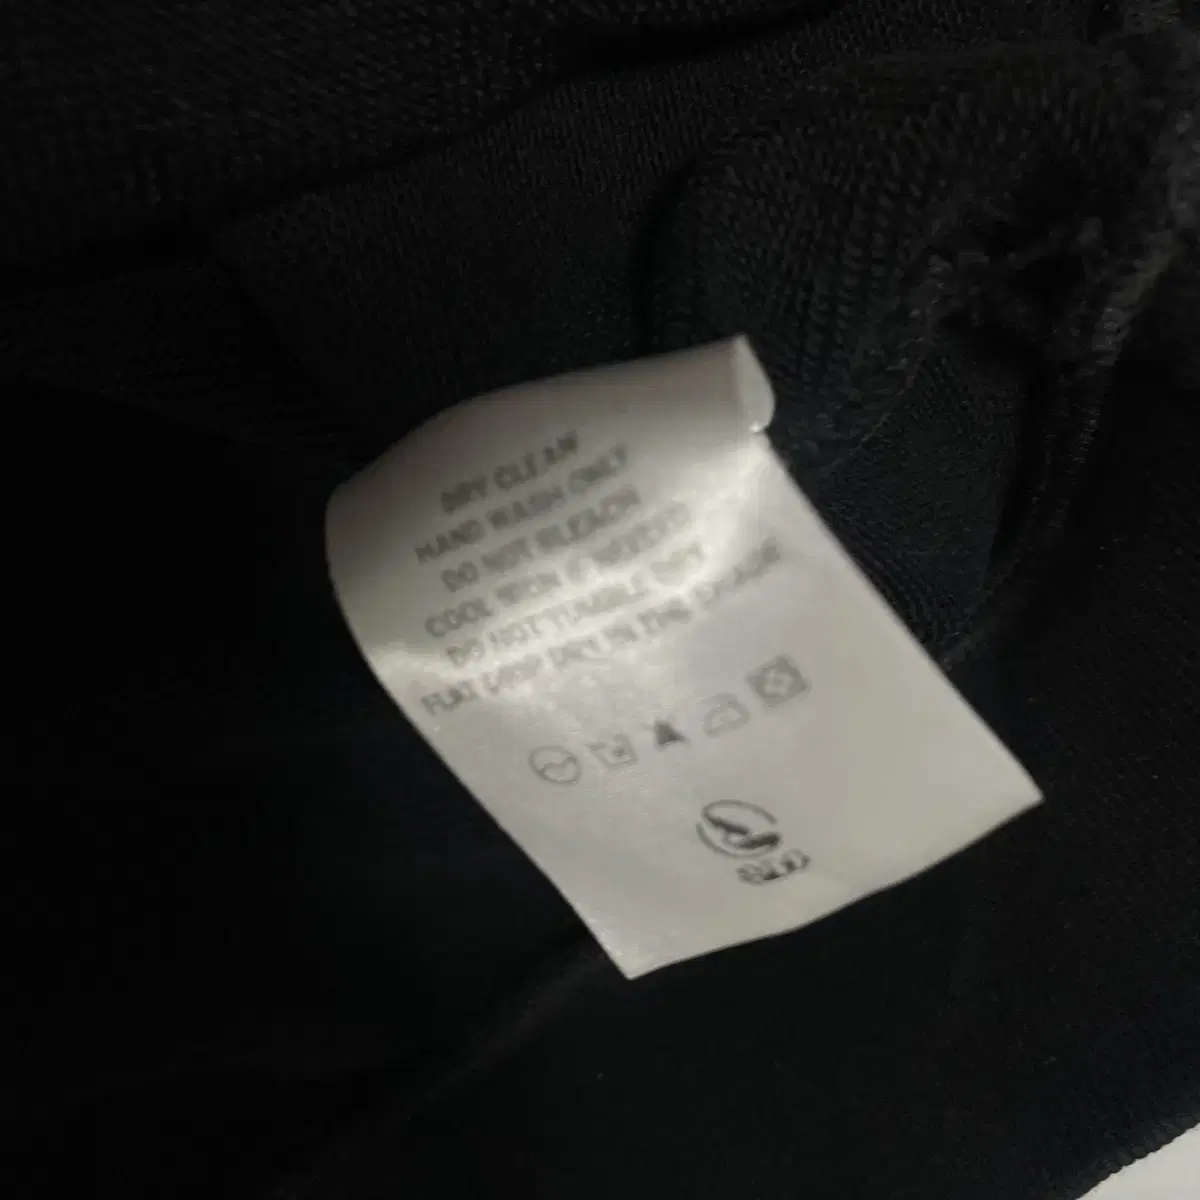 DRY CLEAN
HAND WASH ONLY
DO NOT BLEACH
COOL IRON IF NEEDED
DO NOT TUMBLE DRY
FLAT DRIP DRY IN THE SHADE